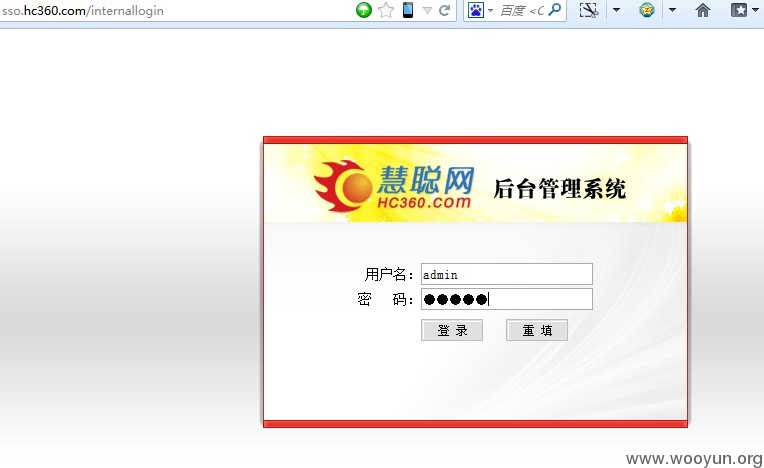 sso.hc360.com/internallogin
百度 <C
慧聪网
HC360.com
后台管理系统
用户名：admin
密 码：●●●●●
登 录 重 填
www.wooyun.org